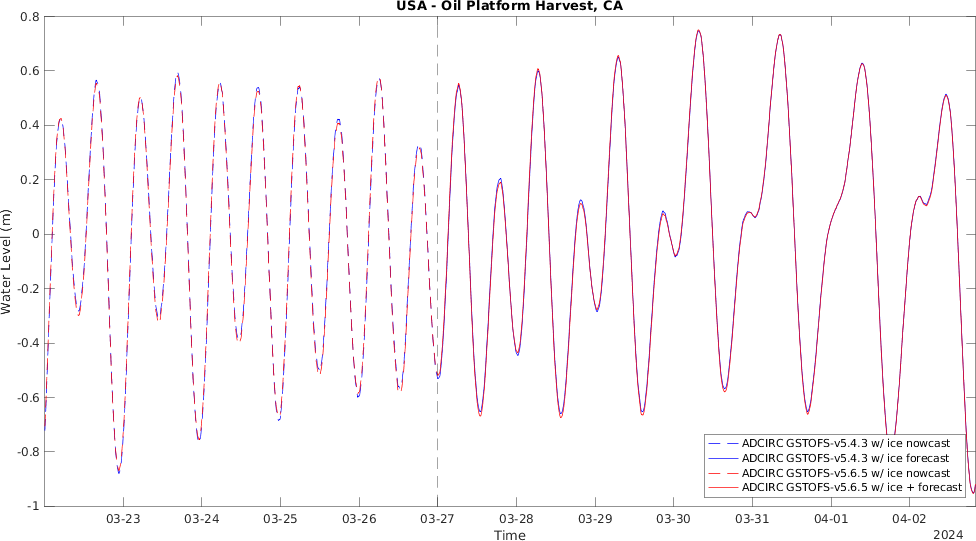 USA - Oil Platform Harvest, CA
0.8
0.6
0.4
0.2
0
-0.2
-0.4
-0.6
-0.8
-1
Water Level (m)
ADCIRC GSTOFS-v5.4.3 w/ ice nowcast
ADCIRC GSTOFS-v5.4.3 w/ ice forecast
ADCIRC GSTOFS-v5.6.5 w/ ice nowcast
ADCIRC GSTOFS-v5.6.5 w/ ice + forecast
03-23 03-24 03-25 03-26 03-27 03-28 03-29 03-30 03-31 04-01 04-02
Time
2024